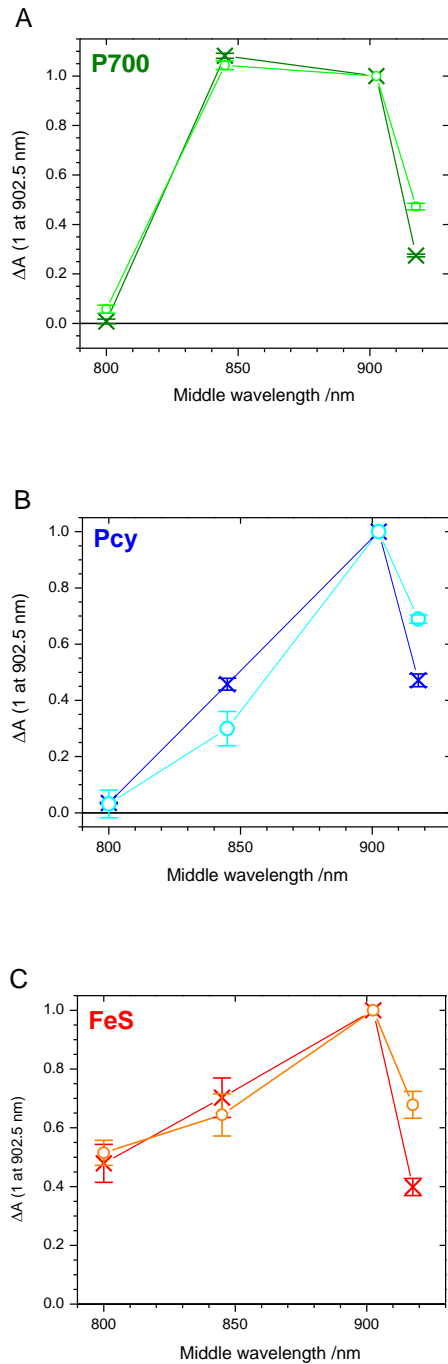 A
P700
1.0
0.8
0.6
0.4
0.2
0.0
ΔA (1 at 902.5 nm)
800
850
900
Middle wavelength /nm
B
Pcy
1.0
0.8
0.6
0.4
0.2
0.0
ΔA (1 at 902.5 nm)
800
850
900
Middle wavelength /nm
C
FeS
1.0
0.8
0.6
0.4
0.2
0.0
ΔA (1 at 902.5 nm)
800
850
900
Middle wavelength /nm